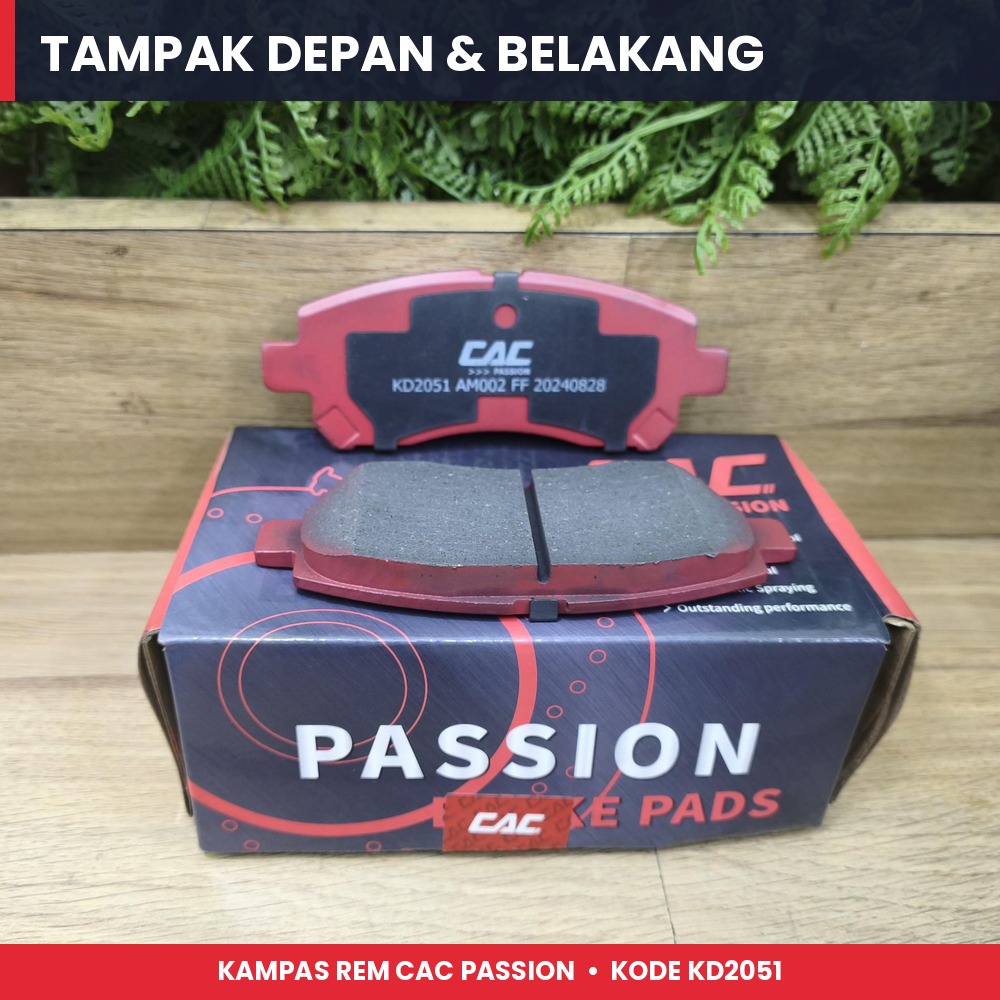 TAMPAK DEPAN & BELAKANG
CAC
>>> PASSION
KD2051 AM002 FF 20240828
Spraying
> Outstanding performance
PASSION
PADS
CAC
KAMPAS REM CAC PASSION • KODE KD2051